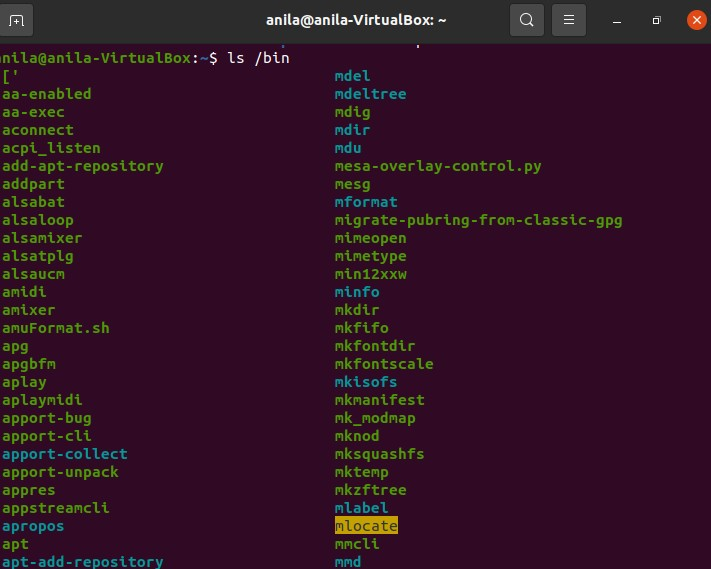 anila@anila-VirtualBox: ~
anila@anila-VirtualBox:~$ ls /bin
['
mdel
aa-enabled
mdeltree
aa-exec
mdig
aconnect
mdir
acpi_listen
mdu
add-apt-repository
mesa-overlay-control.py
addpart
mesg
alsabat
mformat
alsaloop
migrate-pubring-from-classic-gpg
alsamixer
mimeopen
alsatplg
mimetype
alsaucm
min12xxw
amidi
minfo
amixer
mkdir
amuFormat.sh
mkfifo
apg
mkfontdir
apgbfm
mkfontscale
aplay
mkisofs
aplaymidi
mkmanifest
apport-bug
mk_modmap
apport-cli
mknod
apport-collect
mksquashfs
apport-unpack
mktemp
appres
mkzftree
appstreamcli
mlabel
apropos
mlocate
apt
mmcli
apt-add-repository
mmd